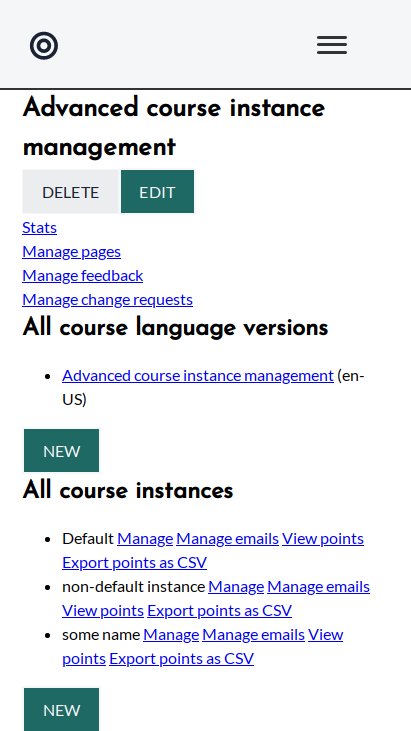 Advanced course instance
management
DELETE EDIT
Stats
Manage pages
Manage feedback
Manage change requests
All course language versions
Advanced course instance management (en-
US)
NEW
All course instances
Default Manage Manage emails View points
Export points as CSV
non-default instance Manage Manage emails
View points Export points as CSV
some name Manage Manage emails View
points Export points as CSV
NEW